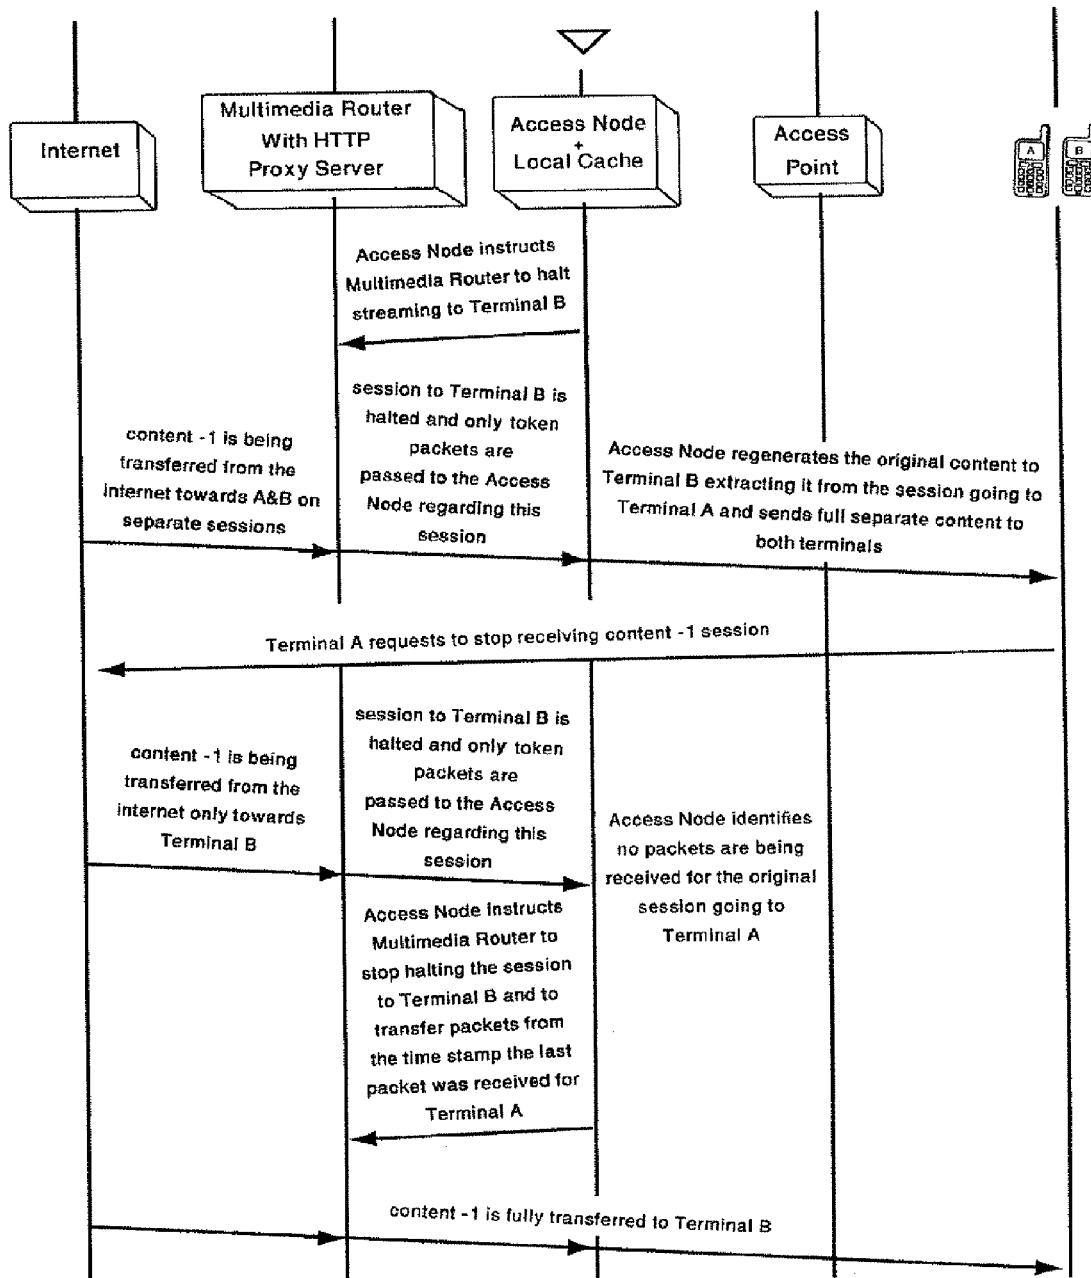 Internet
Multimedia Router
With HTTP
Proxy Server
Access Node
+
Local Cache
Access
Point
A
B
Access Node instructs
Multimedia Router to halt
streaming to Terminal B
content -1 is being
transferred from the
internet towards A&B on
separate sessions
session to Terminal B is
halted and only token
packets are
passed to the Access
Node regarding this
session
Access Node regenerates the original content to
Terminal B extracting it from the session going to
Terminal A and sends full separate content to
both terminals
Terminal A requests to stop receiving content -1 session
content -1 is being
transferred from the
internet only towards
Terminal B
session to Terminal B is
halted and only token
packets are
passed to the Access
Node regarding this
session
Access Node identifies
no packets are being
received for the original
session going to
Terminal A
Access Node instructs
Multimedia Router to
stop halting the session
to Terminal B and to
transfer packets from
the time stamp the last
packet was received for
Terminal A
content -1 is fully transferred to Terminal B